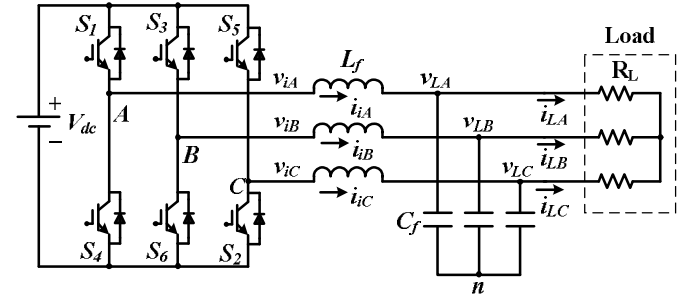 S1 S3 S5
Load
Lf
RL
viA vLA
+
Vdc
−
A
iiA iLA
viB vLB
B
iiB iLB
viC vLC
C
iiC iLC
Cf
S4 S6 S2
n